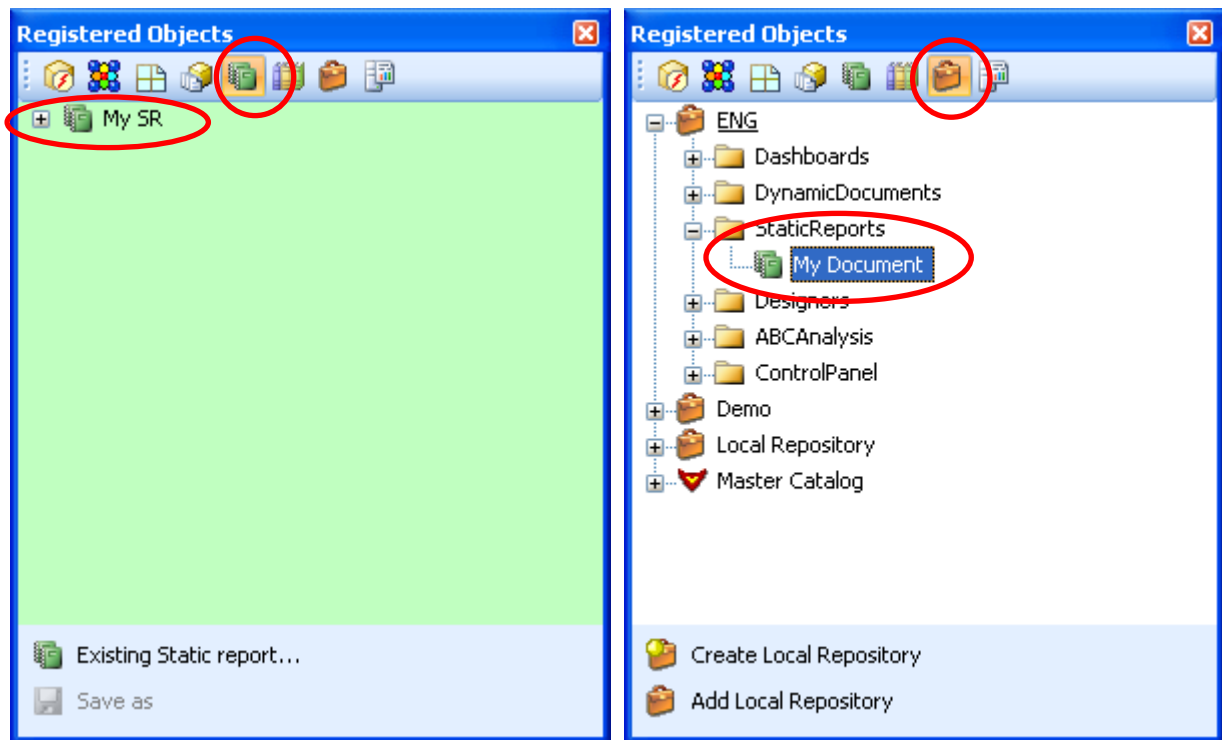 Registered Objects
My SR
Existing Static report...
Save as
Registered Objects
ENG
Dashboards
DynamicDocuments
StaticReports
My Document
Designers
ABCAnalysis
ControlPanel
Demo
Local Repository
Master Catalog
Create Local Repository
Add Local Repository